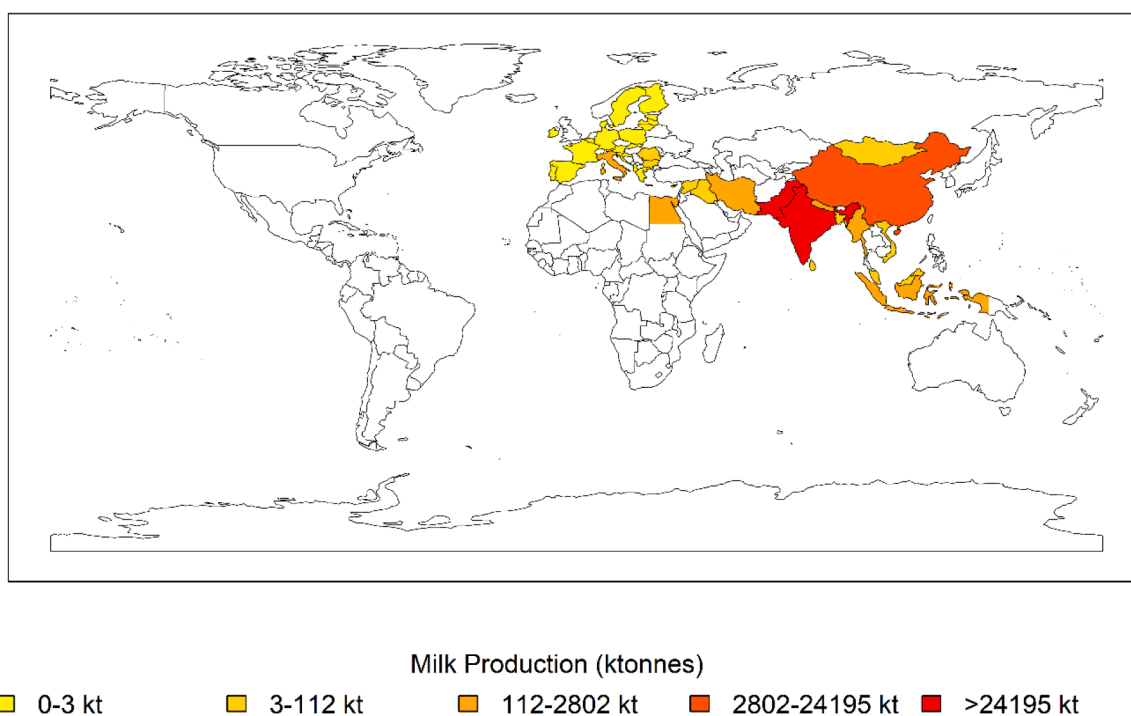 Milk Production (ktonnes)
0-3 kt 3-112 kt 112-2802 kt 2802-24195 kt >24195 kt